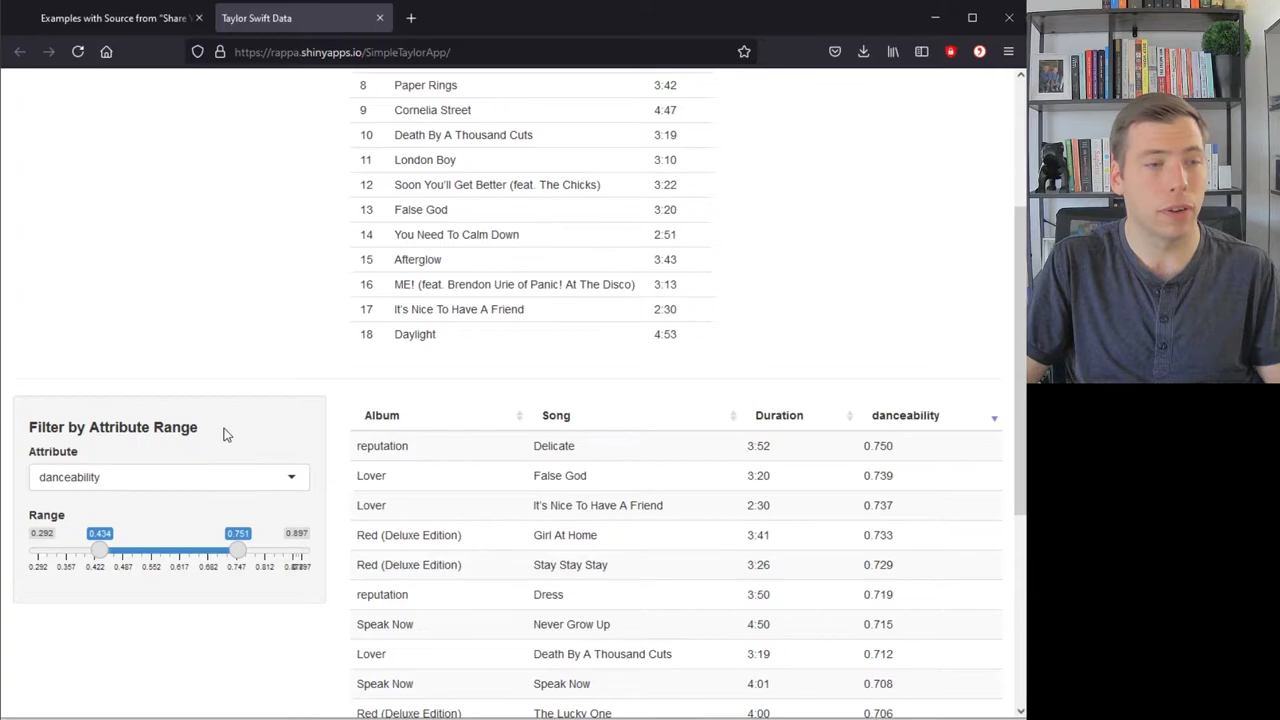 Examples with Source from "Share
Taylor Swift Data
https://rappa.shinyapps.io/SimpleTaylorApp/
8 Paper Rings 3:42
9 Cornelia Street 4:47
10 Death By A Thousand Cuts 3:19
11 London Boy 3:10
12 Soon You'll Get Better (feat. The Chicks) 3:22
13 False God 3:20
14 You Need To Calm Down 2:51
15 Afterglow 3:43
16 ME! (feat. Brendon Urie of Panic! At The Disco) 3:13
17 It's Nice To Have A Friend 2:30
18 Daylight 4:53
Filter by Attribute Range
Attribute
danceability
Range
0.292 0.434 0.751 0.897
0.292 0.357 0.422 0.487 0.552 0.617 0.682 0.747 0.812
Album Song Duration danceability
reputation Delicate 3:52 0.750
Lover False God 3:20 0.739
Lover It's Nice To Have A Friend 2:30 0.737
Red (Deluxe Edition) Girl At Home 3:41 0.733
Red (Deluxe Edition) Stay Stay Stay 3:26 0.729
reputation Dress 3:50 0.719
Speak Now Never Grow Up 4:50 0.715
Lover Death By A Thousand Cuts 3:19 0.712
Speak Now Speak Now 4:01 0.708
Red (Deluxe Edition) The Lucky One 4:00 0.706